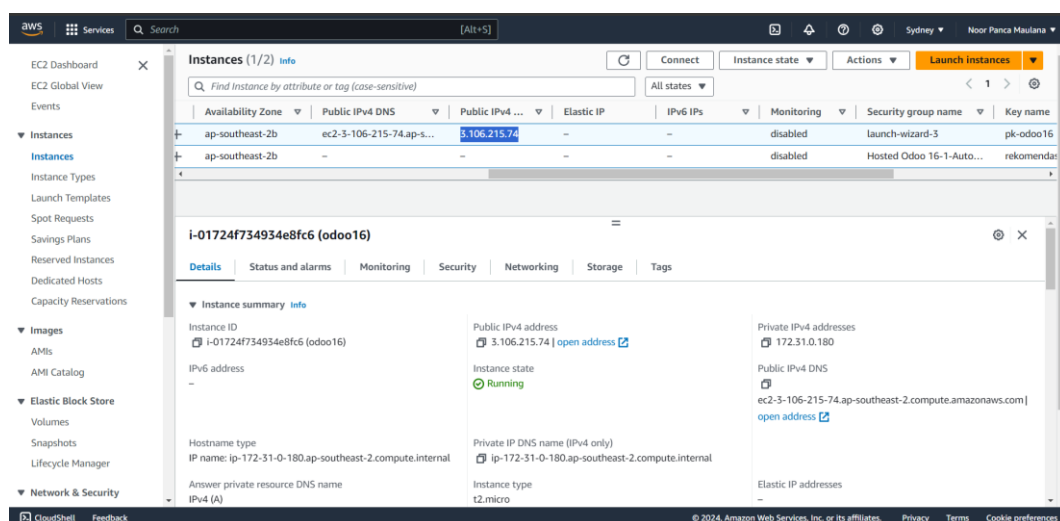 aws Services Search [Alt+S] Sydney Noor Panca Maulana
EC2 Dashboard
EC2 Global View
Events
Instances
Instances
Instance Types
Launch Templates
Spot Requests
Savings Plans
Reserved Instances
Dedicated Hosts
Capacity Reservations
Images
AMIs
AMI Catalog
Elastic Block Store
Volumes
Snapshots
Lifecycle Manager
Network & Security
Instances (1/2) Info Connect Instance state Actions Launch instances
Find Instance by attribute or tag (case-sensitive) All states 1
Availability Zone Public IPv4 DNS Public IPv4 ... Elastic IP IPv6 IPs Monitoring Security group name Key name
ap-southeast-2b ec2-3-106-215-74.ap-s... 3.106.215.74 – – disabled launch-wizard-3 pk-odoo16
ap-southeast-2b – – – – disabled Hosted Odoo 16-1-Auto... rekomendas
i-01724f734934e8fc6 (odoo16)
Details Status and alarms Monitoring Security Networking Storage Tags
Instance summary Info
Instance ID
i-01724f734934e8fc6 (odoo16)
Public IPv4 address
3.106.215.74 | open address
Private IPv4 addresses
172.31.0.180
IPv6 address
–
Instance state
Running
Public IPv4 DNS
ec2-3-106-215-74.ap-southeast-2.compute.amazonaws.com |
open address
Hostname type
IP name: ip-172-31-0-180.ap-southeast-2.compute.internal
Private IP DNS name (IPv4 only)
ip-172-31-0-180.ap-southeast-2.compute.internal
Answer private resource DNS name
IPv4 (A)
Instance type
t2.micro
Elastic IP addresses
–
CloudShell Feedback © 2024, Amazon Web Services, Inc. or its affiliates. Privacy Terms Cookie preferences